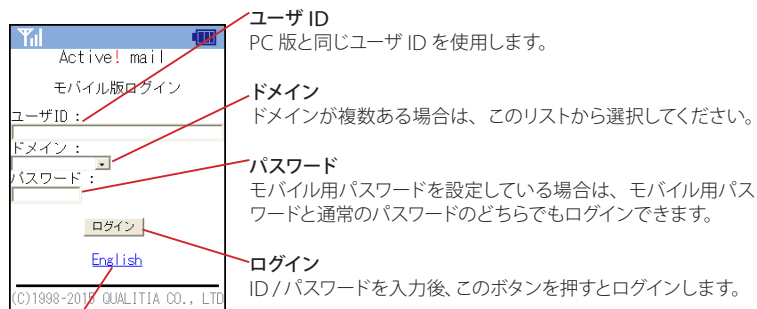 Active! mail
モバイル版ログイン
ユーザID：
ドメイン：
パスワード：
ログイン
English
(C)1998-2015 QUALITIA CO., LTD
ユーザ ID
PC 版と同じユーザ ID を使用します。
ドメイン
ドメインが複数ある場合は、このリストから選択してください。
パスワード
モバイル用パスワードを設定している場合は、モバイル用パス
ワードと通常のパスワードのどちらでもログインできます。
ログイン
ID / パスワードを入力後、このボタンを押すとログインします。